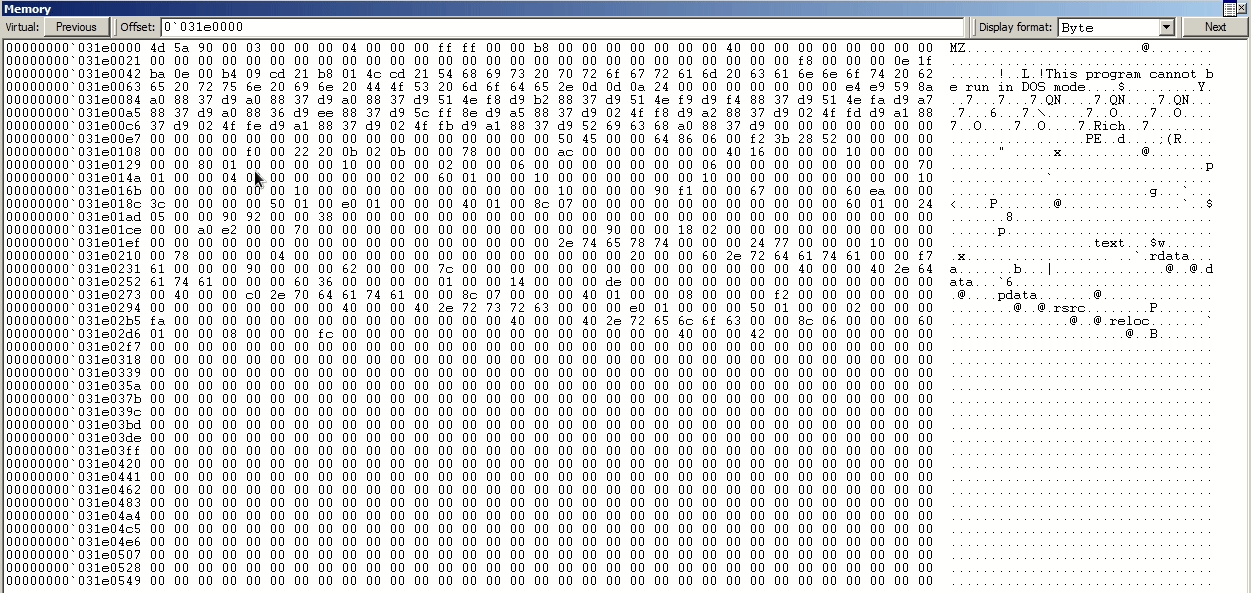 Memory
Virtual: Previous Offset: 0`031e0000 Display format: Byte Next
00000000`031e0000 4d 5a 90 00 03 00 00 00 04 00 00 00 ff ff 00 00 b8 00 00 00 00 00 00 00 40 00 00 00 00 00 00 00 00 MZ......................@........
00000000`031e0021 00 00 00 00 00 00 00 00 00 00 00 00 00 00 00 00 00 00 00 00 00 00 00 00 00 00 00 f8 00 00 00 0e 1f .................................
00000000`031e0042 ba 0e 00 b4 09 cd 21 b8 01 4c cd 21 54 68 69 73 20 70 72 6f 67 72 61 6d 20 63 61 6e 6e 6f 74 20 62 ......!..L.!This program cannot b
00000000`031e0063 65 20 72 75 6e 20 69 6e 20 44 4f 53 20 6d 6f 64 65 2e 0d 0d 0a 24 00 00 00 00 00 00 00 e4 e9 59 8a e run in DOS mode....$.........Y.
00000000`031e0084 a0 88 37 d9 a0 88 37 d9 a0 88 37 d9 51 4e f8 d9 b2 88 37 d9 51 4e f9 d9 f4 88 37 d9 51 4e fa d9 a7 ..7...7...7.QN....7.QN....7.QN...
00000000`031e00a5 88 37 d9 a0 88 36 d9 ee 88 37 d9 5c ff 8e d9 a5 88 37 d9 02 4f f8 d9 a2 88 37 d9 02 4f fd d9 a1 88 .7...6...7.\.....7..O....7..O....
00000000`031e00c6 37 d9 02 4f fe d9 a1 88 37 d9 02 4f fb d9 a1 88 37 d9 52 69 63 68 a0 88 37 d9 00 00 00 00 00 00 00 7..O....7..O....7.Rich..7........
00000000`031e00e7 00 00 00 00 00 00 00 00 00 00 00 00 00 00 00 00 00 50 45 00 00 64 86 06 00 f2 3b 28 52 00 00 00 00 .................PE..d....;(R....
00000000`031e0108 00 00 00 00 f0 00 22 20 0b 02 0b 00 00 78 00 00 00 ac 00 00 00 00 00 00 40 16 00 00 00 10 00 00 00 ......" .....x..........@........
00000000`031e0129 00 00 80 01 00 00 00 00 10 00 00 00 02 00 00 06 00 00 00 00 00 00 00 06 00 00 00 00 00 00 00 00 70 ................................p
00000000`031e014a 01 00 00 04 00 00 00 00 00 00 02 00 60 01 00 00 10 00 00 00 00 00 00 10 00 00 00 00 00 00 00 00 10 ............`....................
00000000`031e016b 00 00 00 00 00 00 10 00 00 00 00 00 00 00 00 00 00 10 00 00 00 90 f1 00 00 67 00 00 00 60 ea 00 00 .........................g...`...
00000000`031e018c 3c 00 00 00 00 50 01 00 e0 01 00 00 00 40 01 00 8c 07 00 00 00 00 00 00 00 00 00 00 00 60 01 00 24 <....P.......@...............`..$
00000000`031e01ad 05 00 00 90 92 00 00 38 00 00 00 00 00 00 00 00 00 00 00 00 00 00 00 00 00 00 00 00 00 00 00 00 00 .......8.........................
00000000`031e01ce 00 00 a0 e2 00 00 70 00 00 00 00 00 00 00 00 00 00 00 00 90 00 00 18 02 00 00 00 00 00 00 00 00 00 ......p..........................
00000000`031e01ef 00 00 00 00 00 00 00 00 00 00 00 00 00 00 00 00 00 2e 74 65 78 74 00 00 00 24 77 00 00 00 10 00 00 ..................text...$w......
00000000`031e0210 00 78 00 00 00 04 00 00 00 00 00 00 00 00 00 00 00 00 00 00 20 00 00 60 2e 72 64 61 74 61 00 00 f7 .x.................. ..`.rdata...
00000000`031e0231 61 00 00 00 90 00 00 00 62 00 00 00 7c 00 00 00 00 00 00 00 00 00 00 00 00 00 00 40 00 00 40 2e 64 a.......b...|..............@..@.d
00000000`031e0252 61 74 61 00 00 00 60 36 00 00 00 00 01 00 00 14 00 00 00 de 00 00 00 00 00 00 00 00 00 00 00 00 00 ata...`6.........................
00000000`031e0273 00 40 00 00 c0 2e 70 64 61 74 61 00 00 8c 07 00 00 00 40 01 00 00 08 00 00 00 f2 00 00 00 00 00 00 .@....pdata.......@..............
00000000`031e0294 00 00 00 00 00 00 00 00 40 00 00 40 2e 72 73 72 63 00 00 00 e0 01 00 00 00 50 01 00 00 02 00 00 00 ........@..@.rsrc........P.......
00000000`031e02b5 fa 00 00 00 00 00 00 00 00 00 00 00 00 00 00 40 00 00 40 2e 72 65 6c 6f 63 00 00 8c 06 00 00 00 60 ...............@..@.reloc.......`
00000000`031e02d6 01 00 00 08 00 00 00 fc 00 00 00 00 00 00 00 00 00 00 00 00 00 00 40 00 00 42 00 00 00 00 00 00 00 ......................@..B.......
00000000`031e02f7 00 00 00 00 00 00 00 00 00 00 00 00 00 00 00 00 00 00 00 00 00 00 00 00 00 00 00 00 00 00 00 00 00 .................................
00000000`031e0318 00 00 00 00 00 00 00 00 00 00 00 00 00 00 00 00 00 00 00 00 00 00 00 00 00 00 00 00 00 00 00 00 00 .................................
00000000`031e0339 00 00 00 00 00 00 00 00 00 00 00 00 00 00 00 00 00 00 00 00 00 00 00 00 00 00 00 00 00 00 00 00 00 .................................
00000000`031e035a 00 00 00 00 00 00 00 00 00 00 00 00 00 00 00 00 00 00 00 00 00 00 00 00 00 00 00 00 00 00 00 00 00 .................................
00000000`031e037b 00 00 00 00 00 00 00 00 00 00 00 00 00 00 00 00 00 00 00 00 00 00 00 00 00 00 00 00 00 00 00 00 00 .................................
00000000`031e039c 00 00 00 00 00 00 00 00 00 00 00 00 00 00 00 00 00 00 00 00 00 00 00 00 00 00 00 00 00 00 00 00 00 .................................
00000000`031e03bd 00 00 00 00 00 00 00 00 00 00 00 00 00 00 00 00 00 00 00 00 00 00 00 00 00 00 00 00 00 00 00 00 00 .................................
00000000`031e03de 00 00 00 00 00 00 00 00 00 00 00 00 00 00 00 00 00 00 00 00 00 00 00 00 00 00 00 00 00 00 00 00 00 .................................
00000000`031e03ff 00 00 00 00 00 00 00 00 00 00 00 00 00 00 00 00 00 00 00 00 00 00 00 00 00 00 00 00 00 00 00 00 00 .................................
00000000`031e0420 00 00 00 00 00 00 00 00 00 00 00 00 00 00 00 00 00 00 00 00 00 00 00 00 00 00 00 00 00 00 00 00 00 .................................
00000000`031e0441 00 00 00 00 00 00 00 00 00 00 00 00 00 00 00 00 00 00 00 00 00 00 00 00 00 00 00 00 00 00 00 00 00 .................................
00000000`031e0462 00 00 00 00 00 00 00 00 00 00 00 00 00 00 00 00 00 00 00 00 00 00 00 00 00 00 00 00 00 00 00 00 00 .................................
00000000`031e0483 00 00 00 00 00 00 00 00 00 00 00 00 00 00 00 00 00 00 00 00 00 00 00 00 00 00 00 00 00 00 00 00 00 .................................
00000000`031e04a4 00 00 00 00 00 00 00 00 00 00 00 00 00 00 00 00 00 00 00 00 00 00 00 00 00 00 00 00 00 00 00 00 00 .................................
00000000`031e04c5 00 00 00 00 00 00 00 00 00 00 00 00 00 00 00 00 00 00 00 00 00 00 00 00 00 00 00 00 00 00 00 00 00 .................................
00000000`031e04e6 00 00 00 00 00 00 00 00 00 00 00 00 00 00 00 00 00 00 00 00 00 00 00 00 00 00 00 00 00 00 00 00 00 .................................
00000000`031e0507 00 00 00 00 00 00 00 00 00 00 00 00 00 00 00 00 00 00 00 00 00 00 00 00 00 00 00 00 00 00 00 00 00 .................................
00000000`031e0528 00 00 00 00 00 00 00 00 00 00 00 00 00 00 00 00 00 00 00 00 00 00 00 00 00 00 00 00 00 00 00 00 00 .................................
00000000`031e0549 00 00 00 00 00 00 00 00 00 00 00 00 00 00 00 00 00 00 00 00 00 00 00 00 00 00 00 00 00 00 00 00 00 .................................